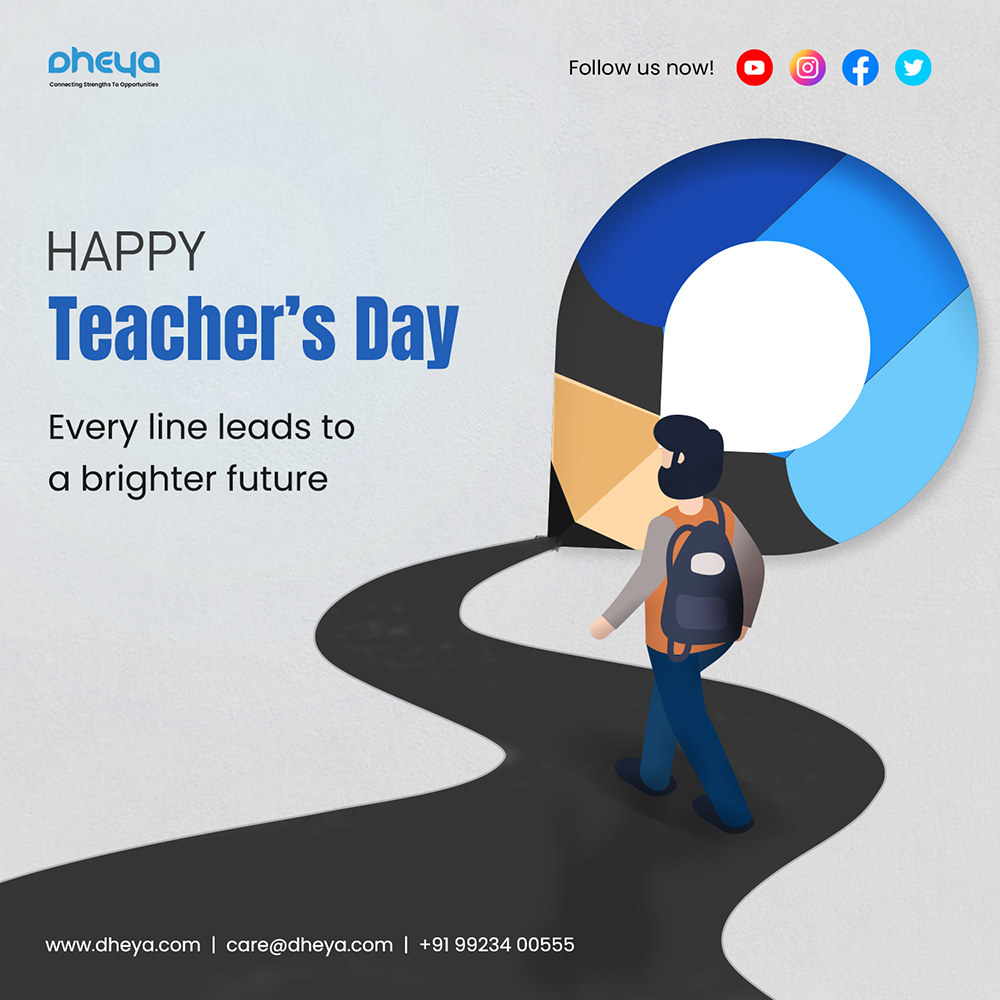 Dheya
Connecting Strengths To Opportunities
Follow us now!
HAPPY
Teacher’s Day
Every line leads to
a brighter future
www.dheya.com | care@dheya.com | +91 99234 00555